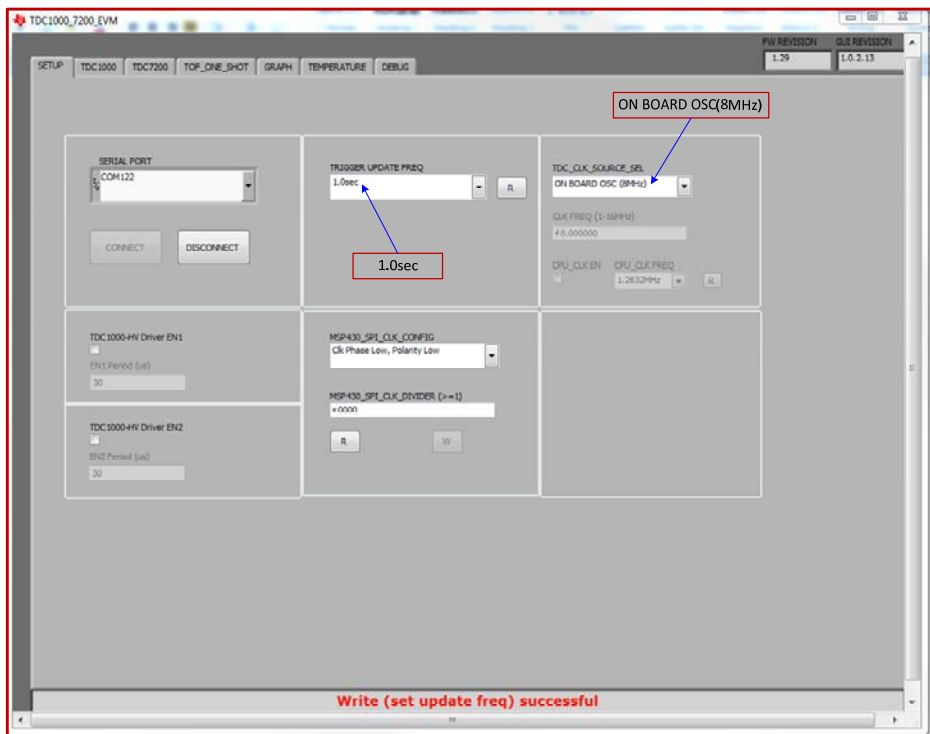 TDC1000_7200_EVM
FW REVISION
GUI REVISION
1.29
1.0.2.13
SETUP
TDC1000
TDC7200
TOF_ONE_SHOT
GRAPH
TEMPERATURE
DEBUG
ON BOARD OSC(8MHz)
SERIAL PORT
COM122
CONNECT
DISCONNECT
TRIGGER UPDATE FREQ
1.0sec
R
1.0sec
TDC_CLK_SOURCE_SEL
ON BOARD OSC (8MHz)
CLK FREQ (1-16MHz)
CPU_CLK EN
CPU_CLK FREQ
1.2632MHz
R
TDC1000-HV Driver EN1
EN1 Period (us)
30
TDC1000-HV Driver EN2
EN2 Period (us)
30
MSP430_SPI_CLK_CONFIG
Clk Phase Low, Polarity Low
MSP430_SPI_CLK_DIVIDER (>=1)
R
W
Write (set update freq) successful